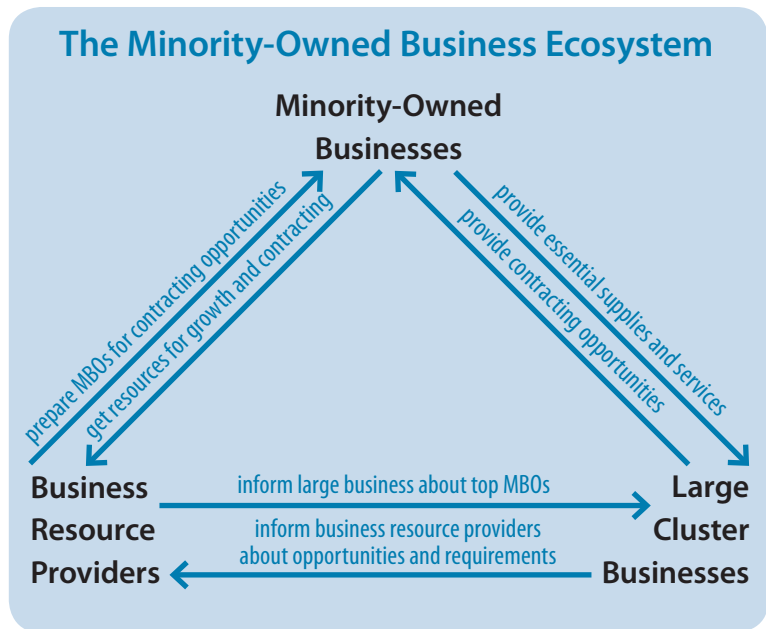 The Minority-Owned Business Ecosystem
Minority-Owned
Businesses
prepare MBOs for contracting opportunities
get resources for growth and contracting
provide contracting opportunities
provide essential supplies and services
Business
Resource
Providers
inform large business about top MBOs
inform business resource providers
about opportunities and requirements
Large
Cluster
Businesses